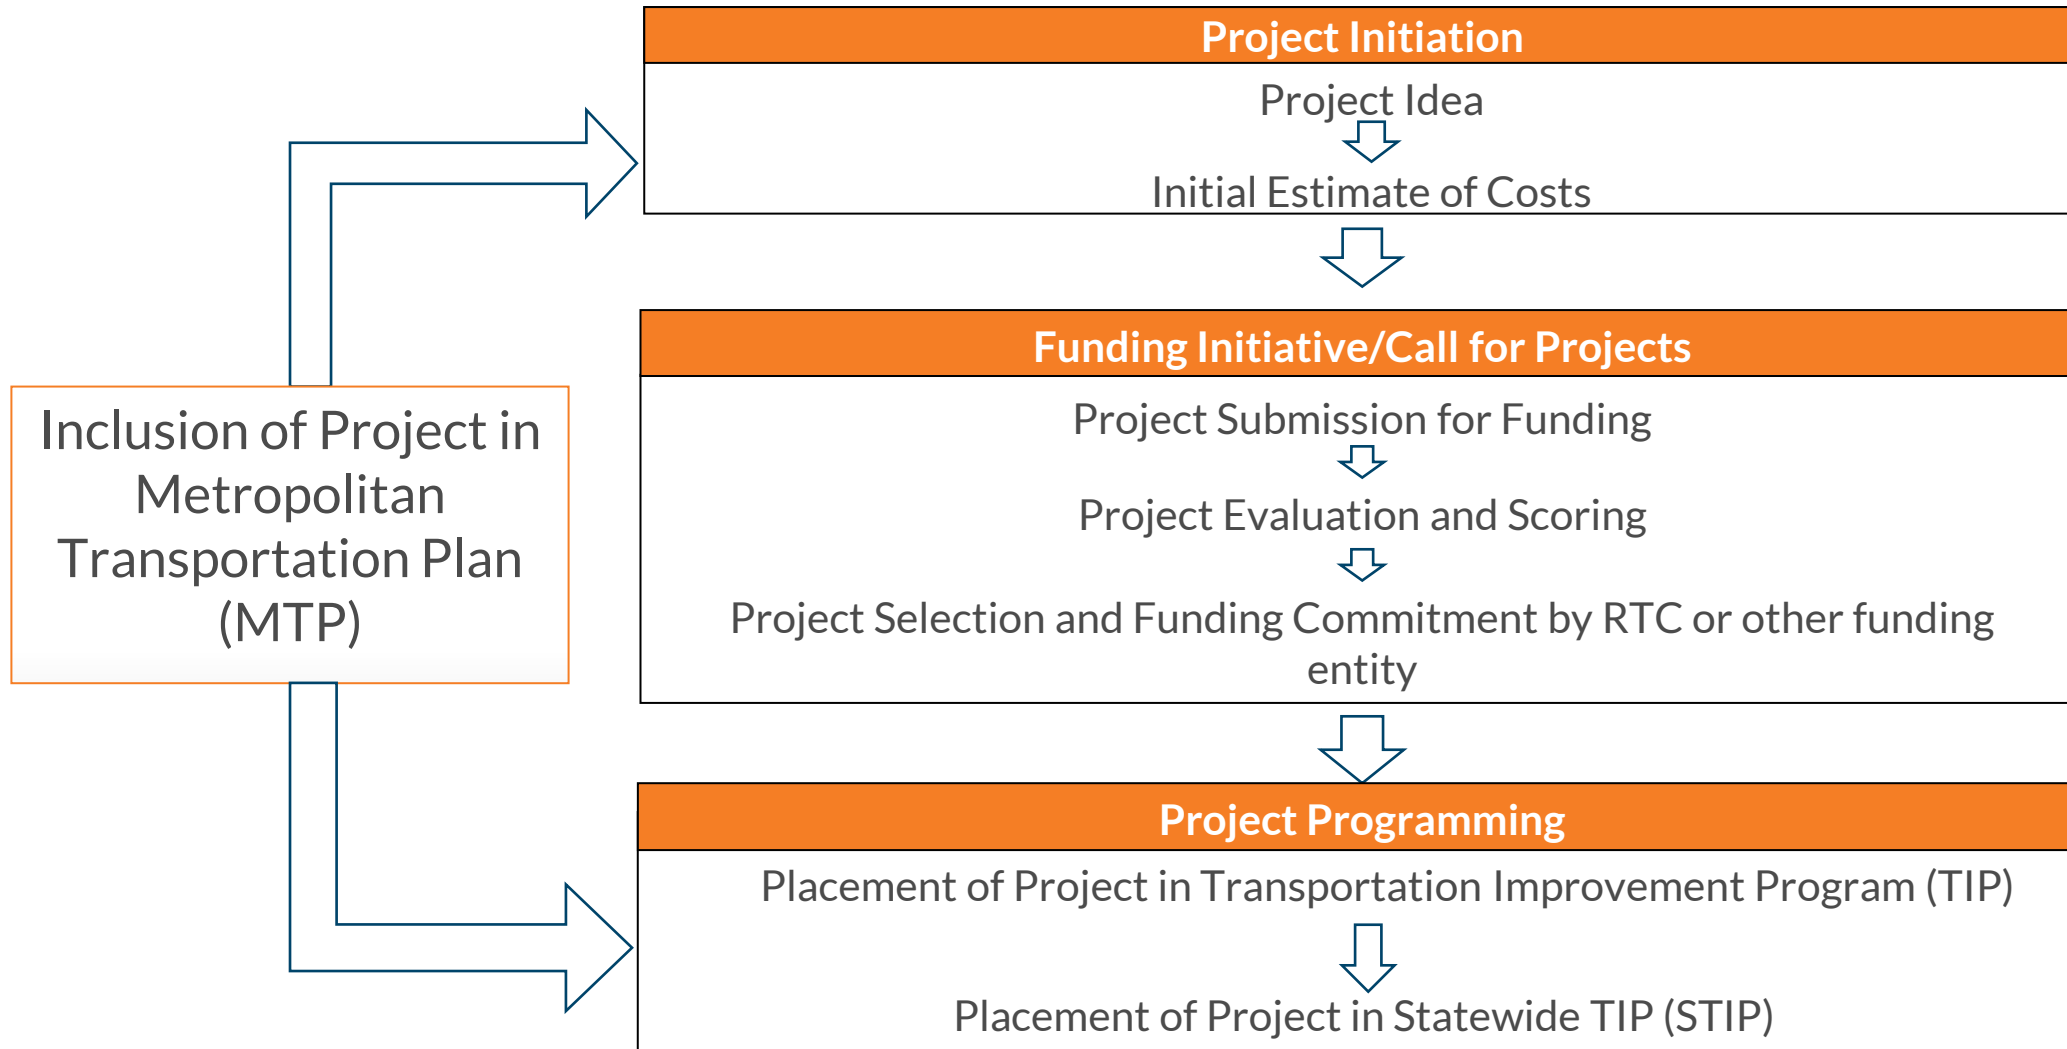 Project Initiation
Project Idea
Initial Estimate of Costs
Funding Initiative/Call for Projects
Project Submission for Funding
Project Evaluation and Scoring
Project Selection and Funding Commitment by RTC or other funding
entity
Inclusion of Project in
Metropolitan
Transportation Plan
(MTP)
Project Programming
Placement of Project in Transportation Improvement Program (TIP)
Placement of Project in Statewide TIP (STIP)